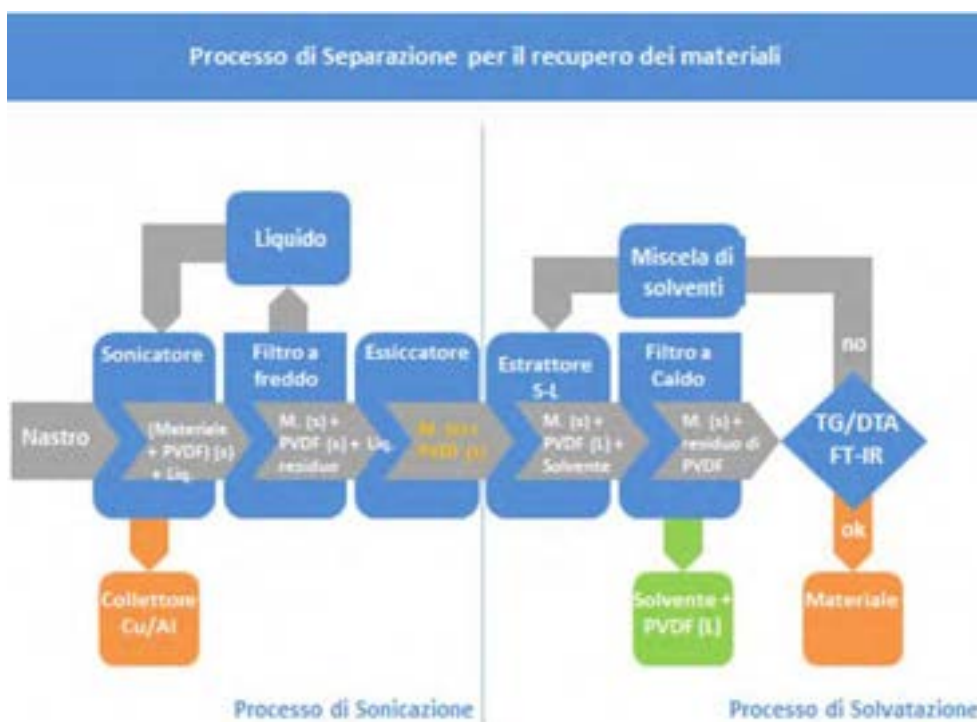 Processo di Separazione per il recupero dei materiali
Liquido
Miscela di
solventi
Sonicatore
Filtro a
freddo
Essiccatore
Estrattore
S-L
Filtro a
Caldo
no
Nastro
(Materiale
+ PVDF) (s)
+ Liq.
M. (s) +
PVDF (s) + Liq.
residuo
PVDF
M. (s) +
PVDF (L) +
Solvente
M. (s) +
residuo di
PVDF
TG/DTA
FT-IR
ok
Collettore
Cu/Al
Solvente +
PVDF (L)
Materiale
Processo di Sonicazione
Processo di Solvatazione